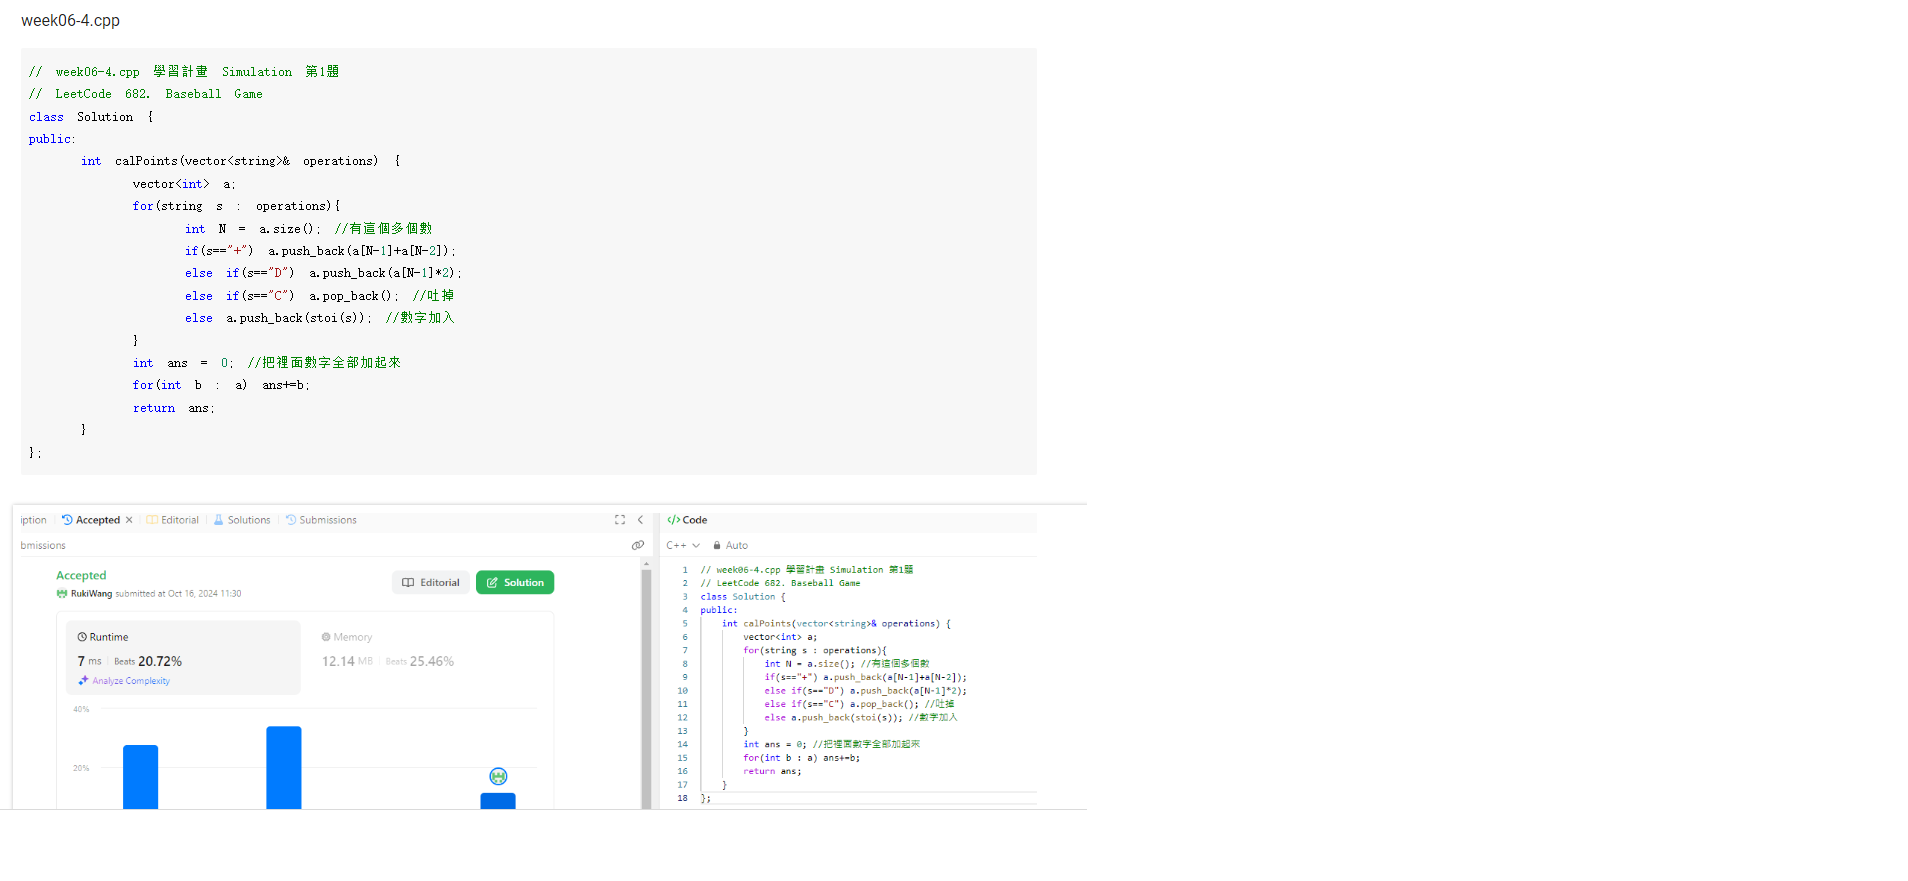 week06-4.cpp
// week06-4.cpp 學習計畫 Simulation 第1題
// LeetCode 682. Baseball Game
class Solution {
public:
int calPoints(vector<string>& operations) {
vector<int> a;
for(string s : operations){
int N = a.size(); //有這個多個數
if(s=="+") a.push_back(a[N-1]+a[N-2]);
else if(s=="D") a.push_back(a[N-1]*2);
else if(s=="C") a.pop_back(); //吐掉
else a.push_back(stoi(s)); //數字加入
}
int ans = 0; //把裡面數字全部加起來
for(int b : a) ans+=b;
return ans;
}
};
iption Accepted × Editorial Solutions Submissions
bmissions
Accepted
RukiWang submitted at Oct 16, 2024 11:30
Editorial Solution
Runtime
7 ms Beats 20.72%
Analyze Complexity
Memory
12.14 MB Beats 25.46%
40%
20%
</> Code
C++ Auto
1 // week06-4.cpp 學習計畫 Simulation 第1題
2 // LeetCode 682. Baseball Game
3 class Solution {
4 public:
5 int calPoints(vector<string>& operations) {
6 vector<int> a;
7 for(string s : operations){
8 int N = a.size(); //有這個多個數
9 if(s=="+") a.push_back(a[N-1]+a[N-2]);
10 else if(s=="D") a.push_back(a[N-1]*2);
11 else if(s=="C") a.pop_back(); //吐掉
12 else a.push_back(stoi(s)); //數字加入
13 }
14 int ans = 0; //把裡面數字全部加起來
15 for(int b : a) ans+=b;
16 return ans;
17 }
18 };